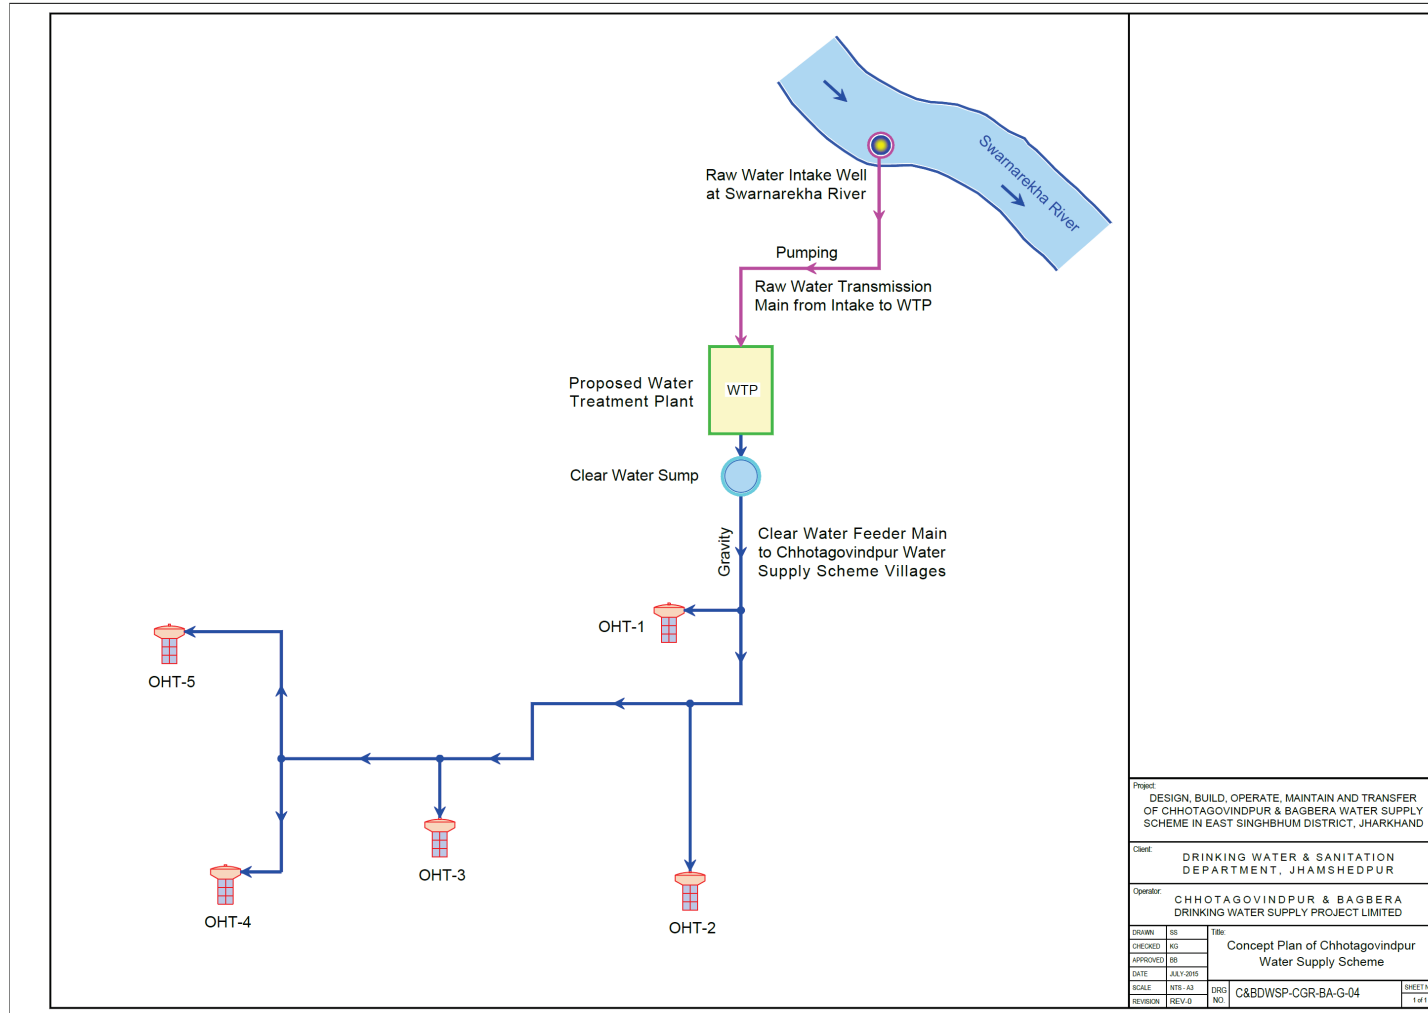 Swarnarekha River
Raw Water Intake Well
at Swarnarekha River
Pumping
Raw Water Transmission
Main from Intake to WTP
Proposed Water
Treatment Plant
WTP
Clear Water Sump
Gravity
Clear Water Feeder Main
to Chhotagovindpur Water
Supply Scheme Villages
OHT-1
OHT-5
OHT-3
OHT-4
OHT-2
Project:
DESIGN, BUILD, OPERATE, MAINTAIN AND TRANSFER
OF CHHOTAGOVINDPUR & BAGBERA WATER SUPPLY
SCHEME IN EAST SINGHBHUM DISTRICT, JHARKHAND
Client:
DRINKING WATER & SANITATION
DEPARTMENT, JHAMSHEDPUR
Operator:
CHHOTAGOVINDPUR & BAGBERA
DRINKING WATER SUPPLY PROJECT LIMITED
DRAWN SS
CHECKED KG
APPROVED BB
DATE JULY-2015
SCALE NTS - A3
REVISION REV-0
Title:
Concept Plan of Chhotagovindpur
Water Supply Scheme
DRG
NO.
C&BDWSP-CGR-BA-G-04
SHEET
1 of 1